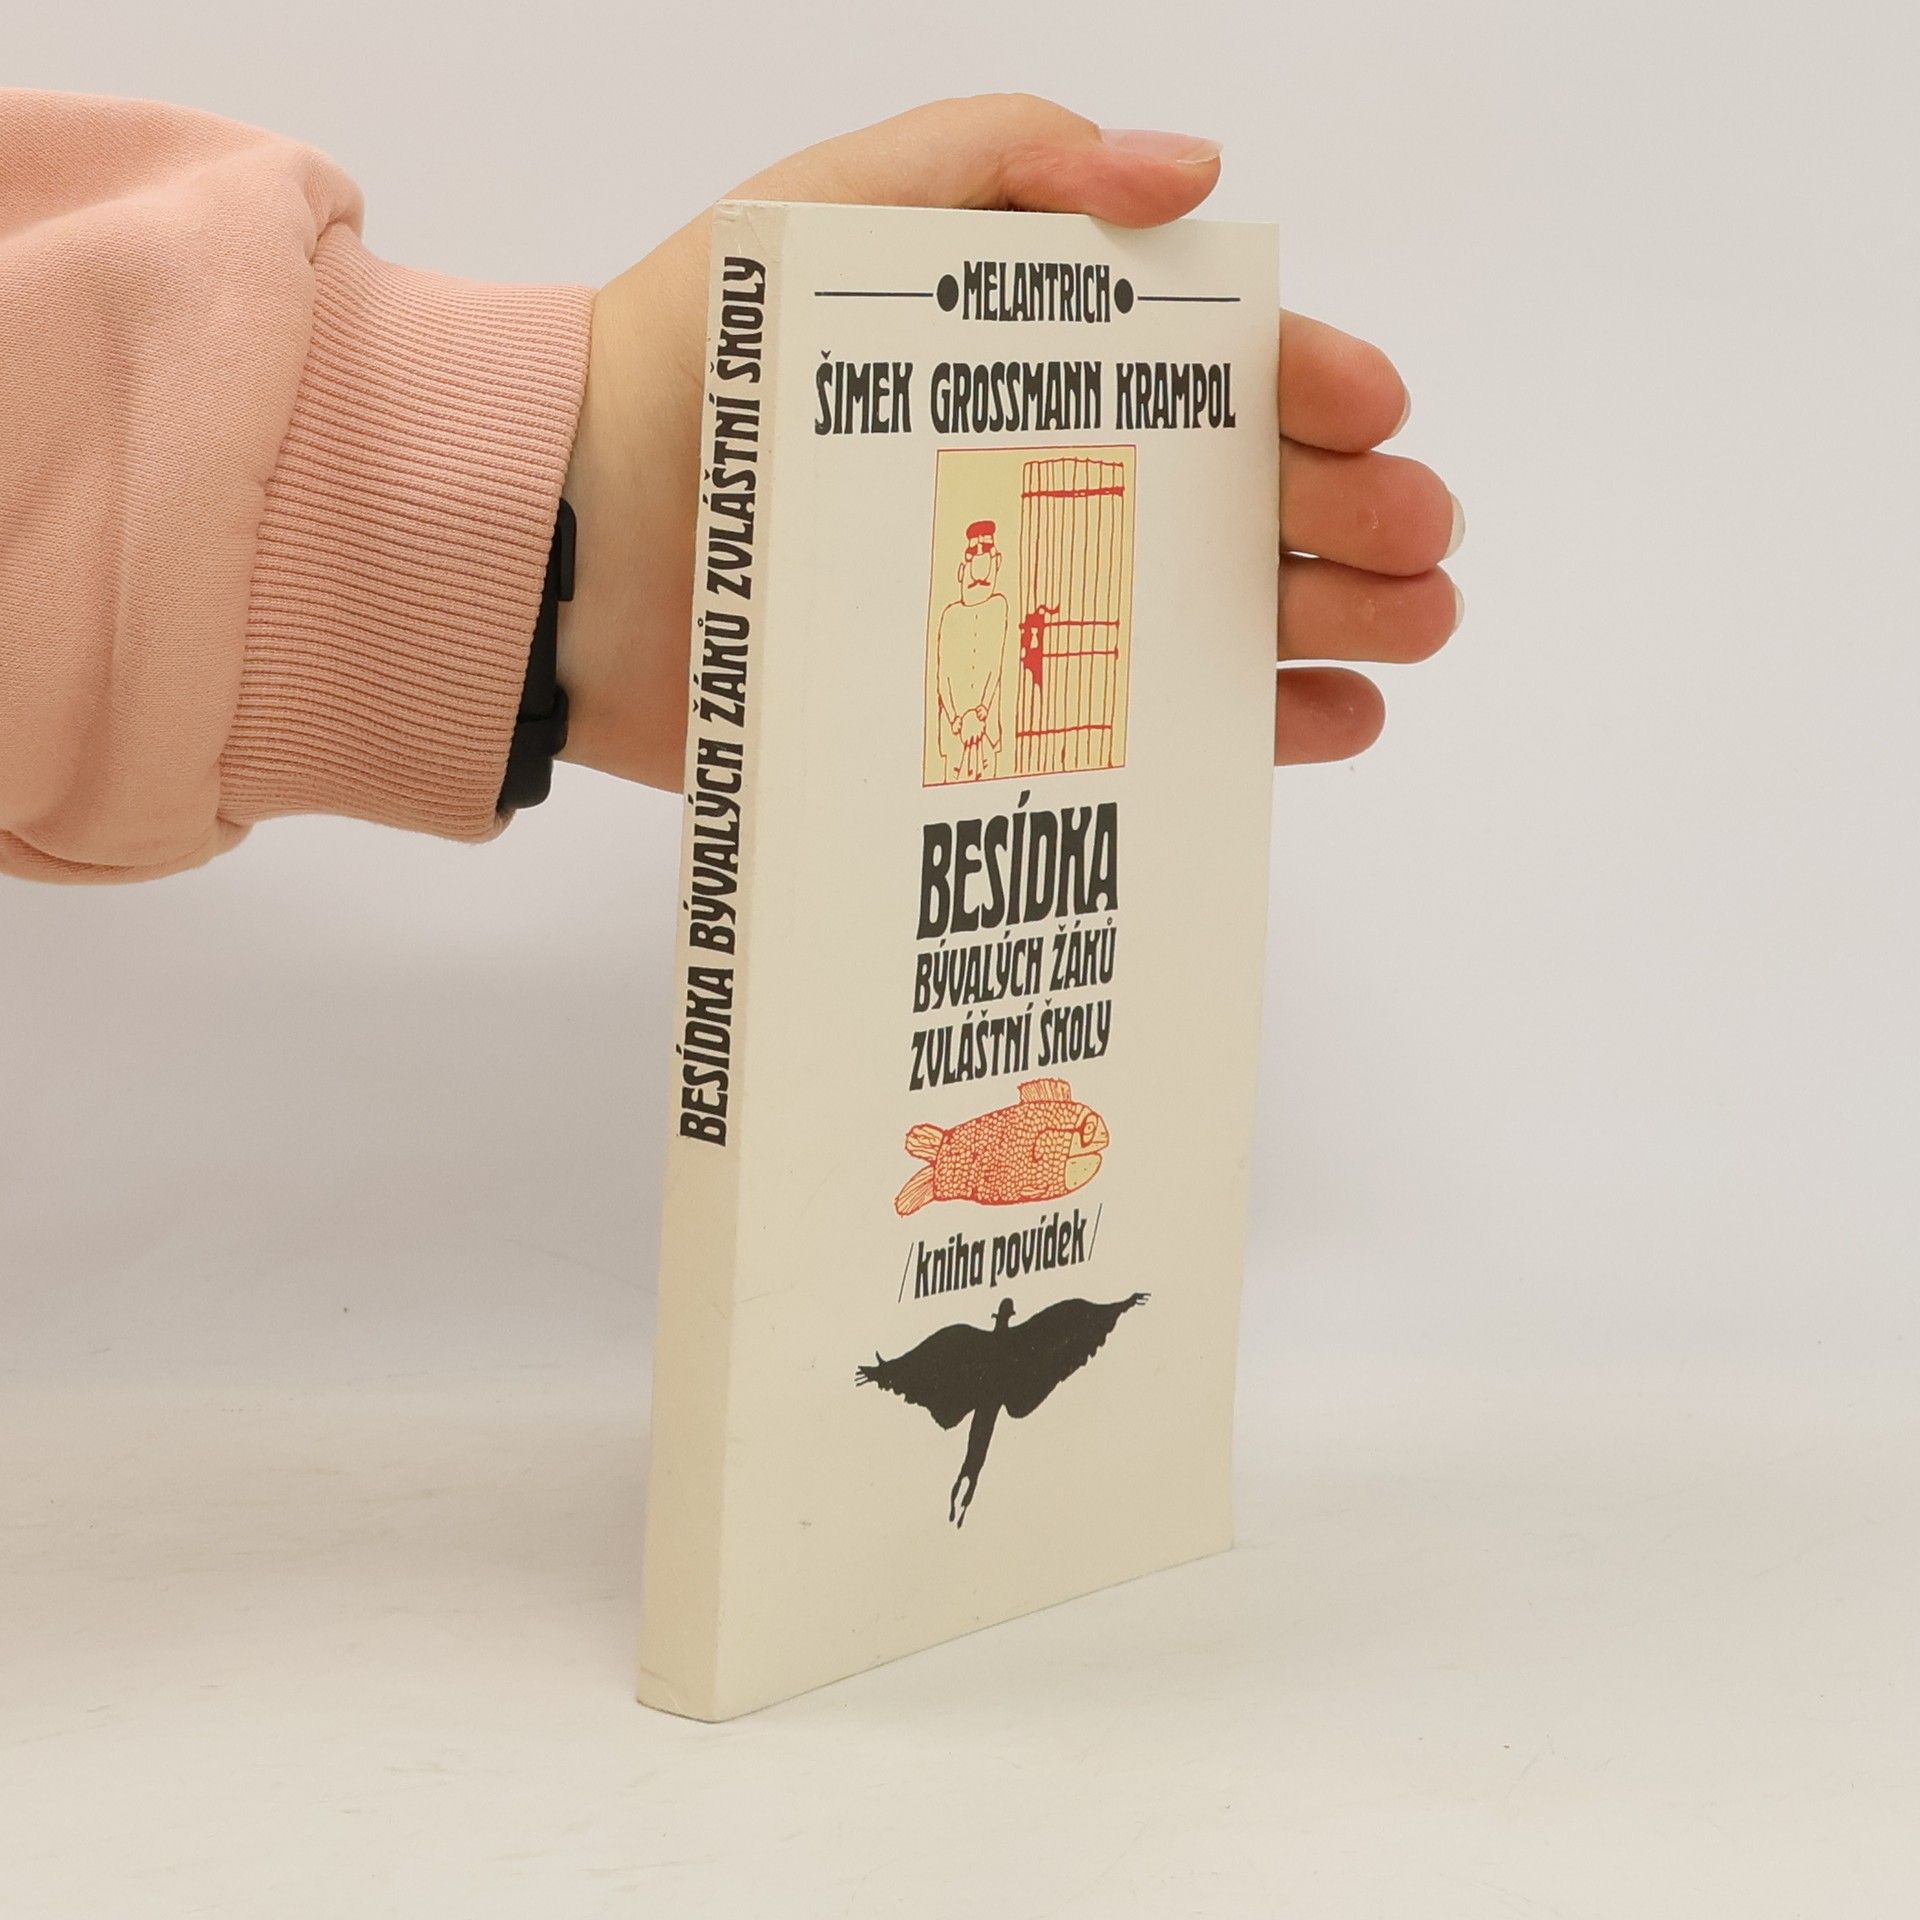 BESÍDKA BÝVALÝCH ŽÁKŮ ZVLÁŠTNÍ ŠKOLY
MELANTRICH
ŠIMEK GROSSMANN KRAMPOL
BESÍDKA
BÝVALÝCH ŽÁKŮ
ZVLÁŠTNÍ ŠKOLY
/kniha povídek/